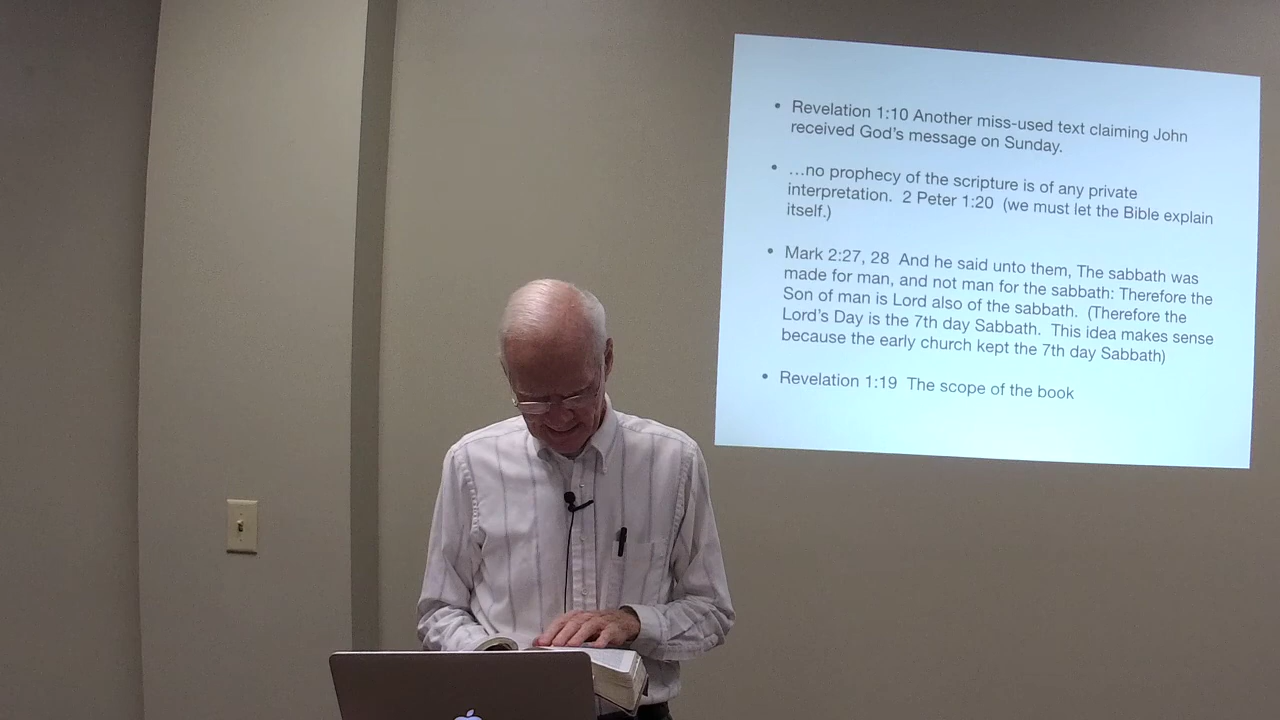 • Revelation 1:10 Another miss-used text claiming John
received God's message on Sunday.
• …no prophecy of the scripture is of any private
interpretation.  2 Peter 1:20  (we must let the Bible explain
itself.)
• Mark 2:27, 28  And he said unto them, The sabbath was
made for man, and not man for the sabbath: Therefore the
Son of man is Lord also of the sabbath.  (Therefore the
Lord's Day is the 7th day Sabbath.  This idea makes sense
because the early church kept the 7th day Sabbath)
• Revelation 1:19  The scope of the book